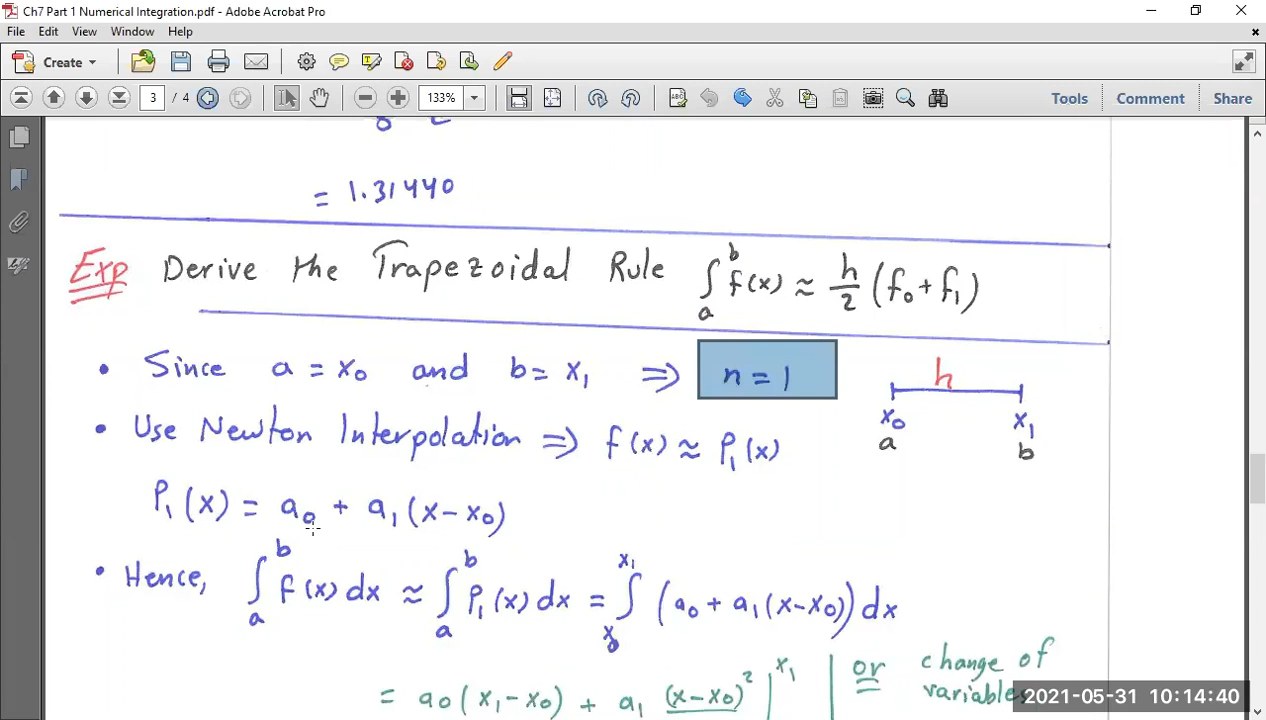 Ch7 Part 1 Numerical Integration.pdf - Adobe Acrobat Pro
File Edit View Window Help
Create
3 / 4 133% Tools Comment Share
= 1.31440
Exp Derive the Trapezoidal Rule ∫_a^b f(x) ≈ h/2 (f₀ + f₁)
• Since a = x₀ and b = x₁ ⇒ n = 1
h
x₀ x₁
a b
• Use Newton Interpolation ⇒ f(x) ≈ P₁(x)
P₁(x) = a₀ + a₁(x - x₀)
• Hence, ∫_a^b f(x)dx ≈ ∫_a^b P₁(x)dx = ∫_{x₀}^{x₁} (a₀ + a₁(x - x₀))dx
= a₀(x₁ - x₀) + a₁ (x - x₀)² |^{x₁} | or change of
variables
2021-05-31 10:14:40